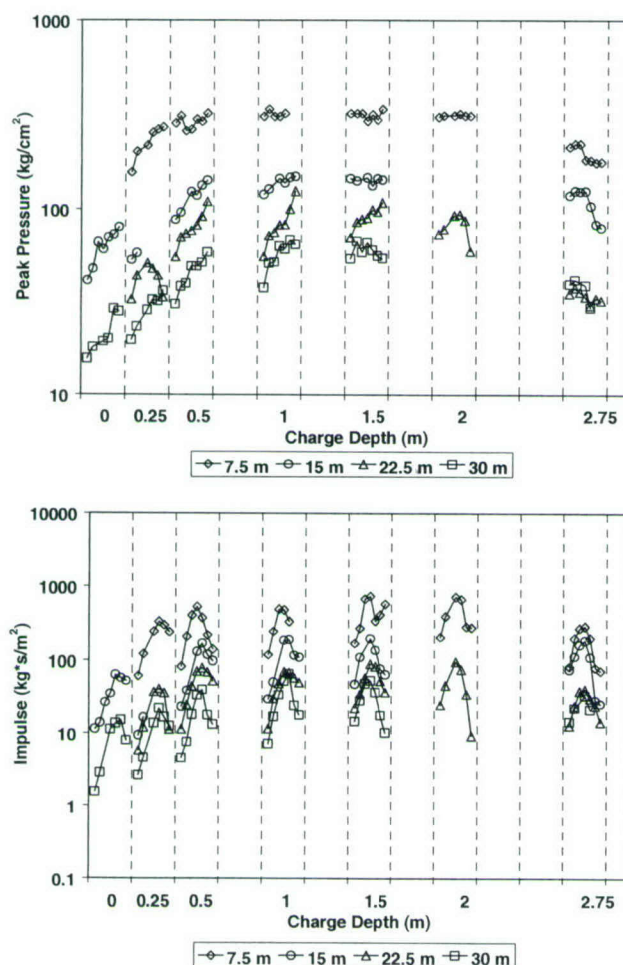 1000
100
10
Peak Pressure (kg/cm²)
0 0.25 0.5 1 1.5 2 2.75
Charge Depth (m)
7.5 m 15 m 22.5 m 30 m
10000
1000
100
10
1
0.1
Impulse (kg*s/m²)
0 0.25 0.5 1 1.5 2 2.75
Charge Depth (m)
7.5 m 15 m 22.5 m 30 m